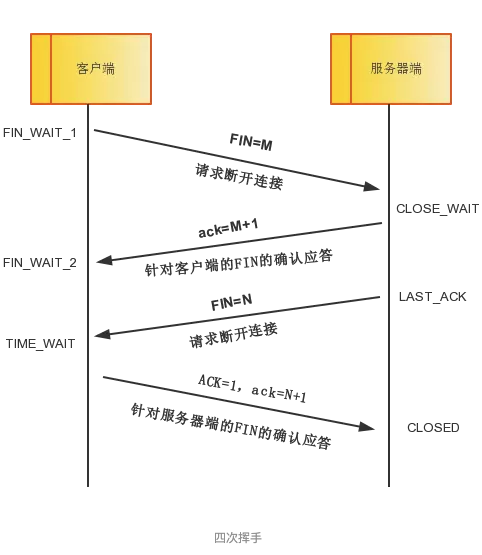 客户端
服务器端
FIN_WAIT_1
FIN=M
请求断开连接
CLOSE_WAIT
ack=M+1
FIN_WAIT_2
针对客户端的FIN的确认应答
FIN=N
LAST_ACK
请求断开连接
TIME_WAIT
ACK=1, ack=N+1
针对服务器端的FIN的确认应答
CLOSED
四次挥手